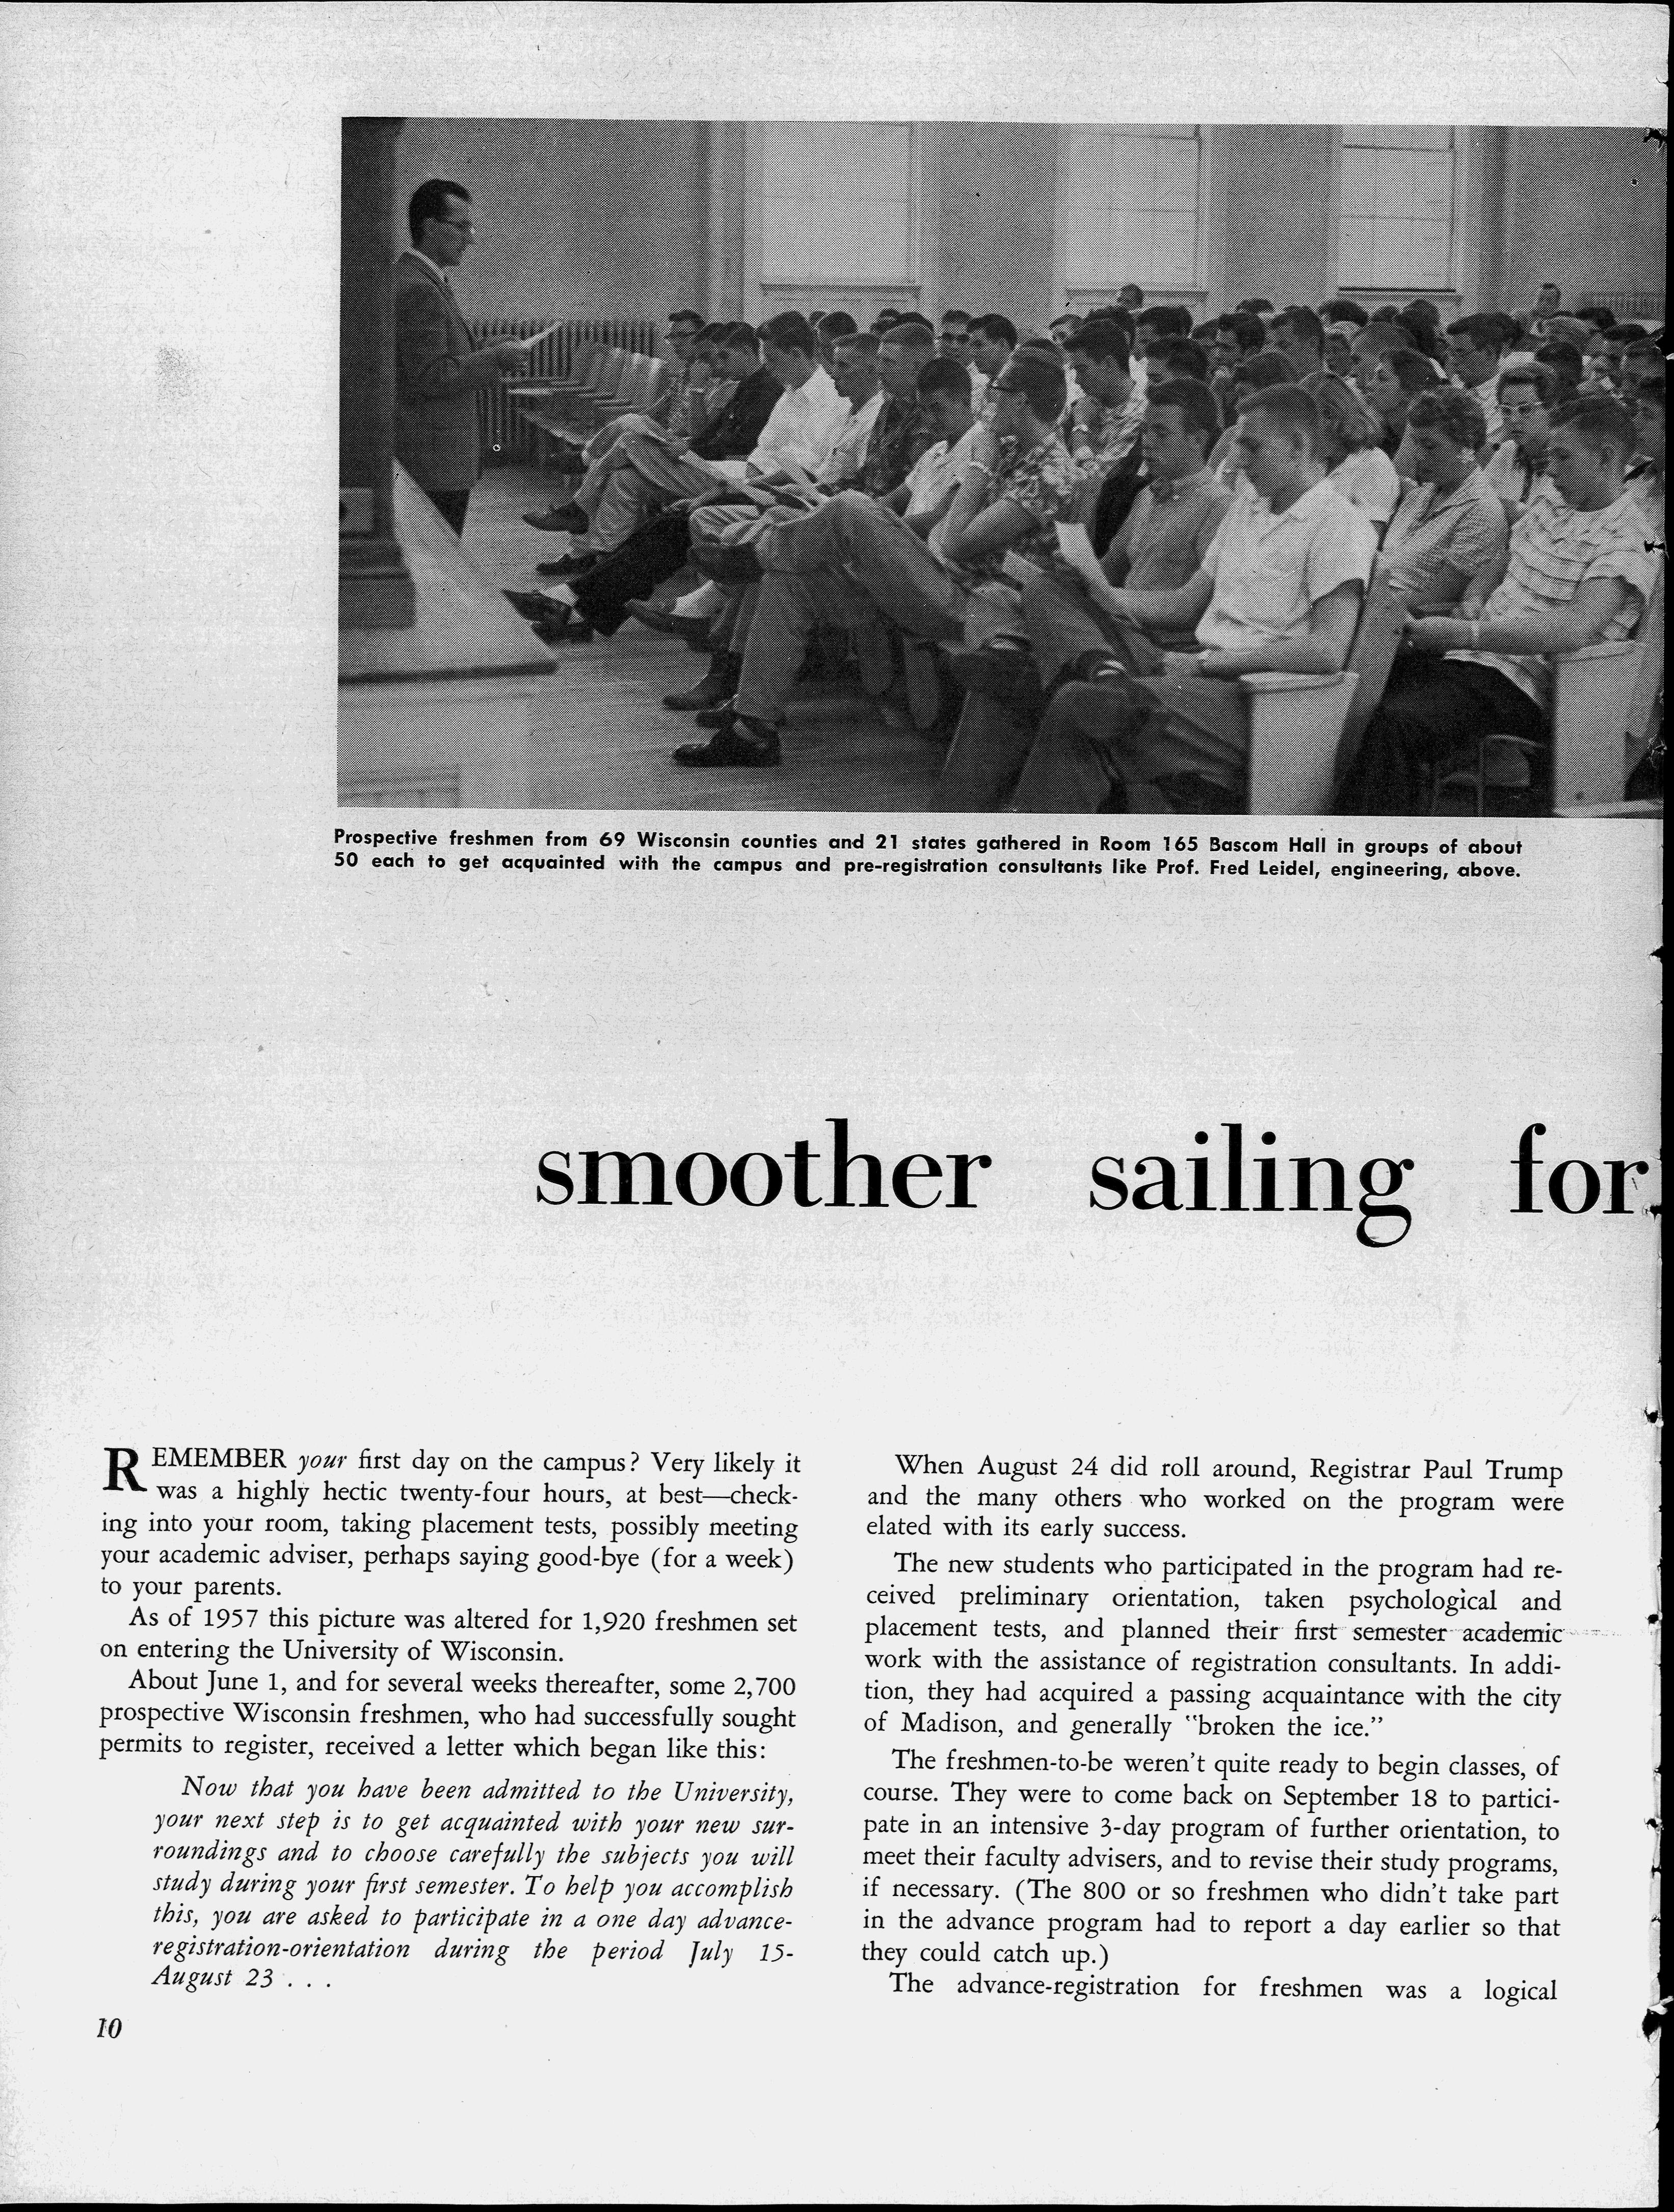 Prospective freshmen from 69 Wisconsin counties and 21 states gathered in Room 165 Bascom Hall in groups of about
50 each to get acquainted with the campus and pre-registration consultants like Prof. Fred Leidel, engineering, above.
smoother sailing for
REMEMBER your first day on the campus? Very likely it
was a highly hectic twenty-four hours, at best—check-
ing into your room, taking placement tests, possibly meeting
your academic adviser, perhaps saying good-bye (for a week)
to your parents.
As of 1957 this picture was altered for 1,920 freshmen set
on entering the University of Wisconsin.
About June 1, and for several weeks thereafter, some 2,700
prospective Wisconsin freshmen, who had successfully sought
permits to register, received a letter which began like this:
Now that you have been admitted to the University,
your next step is to get acquainted with your new sur-
roundings and to choose carefully the subjects you will
study during your first semester. To help you accomplish
this, you are asked to participate in a one day advance-
registration-orientation during the period July 15-
August 23 . . .
When August 24 did roll around, Registrar Paul Trump
and the many others who worked on the program were
elated with its early success.
The new students who participated in the program had re-
ceived preliminary orientation, taken psychological and
placement tests, and planned their first semester academic
work with the assistance of registration consultants. In addi-
tion, they had acquired a passing acquaintance with the city
of Madison, and generally "broken the ice."
The freshmen-to-be weren't quite ready to begin classes, of
course. They were to come back on September 18 to partici-
pate in an intensive 3-day program of further orientation, to
meet their faculty advisers, and to revise their study programs,
if necessary. (The 800 or so freshmen who didn't take part
in the advance program had to report a day earlier so that
they could catch up.)
The advance-registration for freshmen was a logical
10